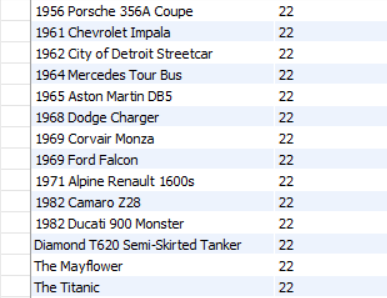 1956 Porsche 356A Coupe 22
1961 Chevrolet Impala 22
1962 City of Detroit Streetcar 22
1964 Mercedes Tour Bus 22
1965 Aston Martin DB5 22
1968 Dodge Charger 22
1969 Corvair Monza 22
1969 Ford Falcon 22
1971 Alpine Renault 1600s 22
1982 Camaro Z28 22
1982 Ducati 900 Monster 22
Diamond T620 Semi-Skirted Tanker 22
The Mayflower 22
The Titanic 22